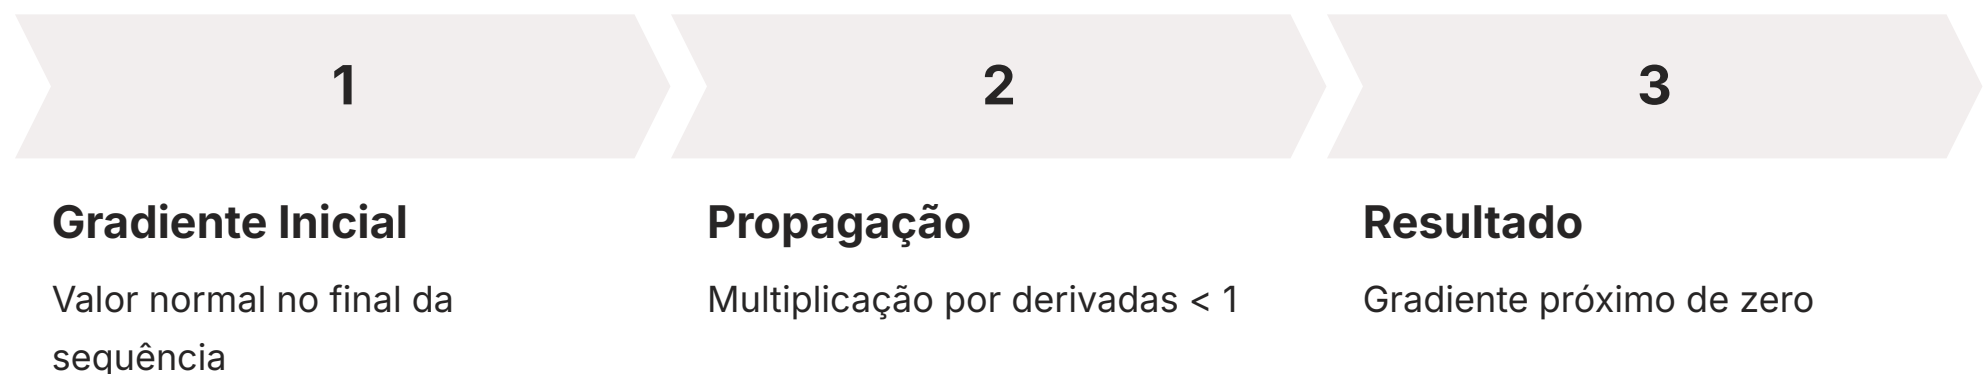 1
2
3
Gradiente Inicial
Valor normal no final da
sequência
Propagação
Multiplicação por derivadas < 1
Resultado
Gradiente próximo de zero